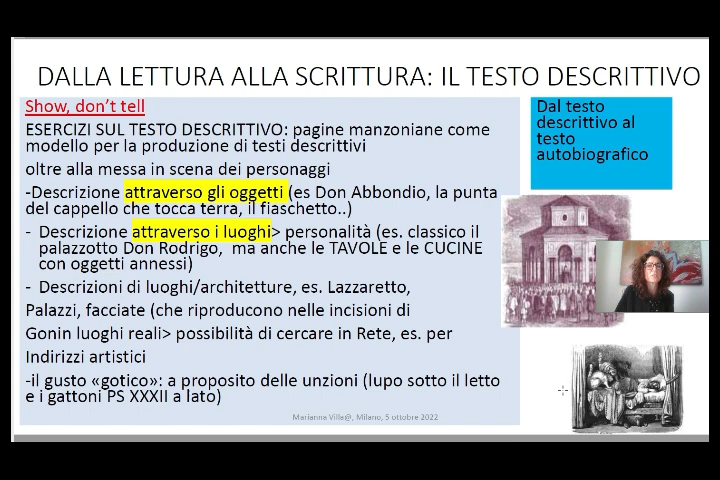 DALLA LETTURA ALLA SCRITTURA: IL TESTO DESCRITTIVO
Show, don't tell
ESERCIZI SUL TESTO DESCRITTIVO: pagine manzoniane come
modello per la produzione di testi descrittivi
oltre alla messa in scena dei personaggi
-Descrizione attraverso gli oggetti (es Don Abbondio, la punta
del cappello che tocca terra, il fiaschetto..)
- Descrizione attraverso i luoghi> personalità (es. classico il
palazzotto Don Rodrigo, ma anche le TAVOLE e le CUCINE
con oggetti annessi)
- Descrizioni di luoghi/architetture, es. Lazzaretto,
Palazzi, facciate (che riproducono nelle incisioni di
Gonin luoghi reali> possibilità di cercare in Rete, es. per
Indirizzi artistici
-il gusto «gotico»: a proposito delle unzioni (lupo sotto il letto
e i gattoni PS XXXII a lato)
Dal testo
descrittivo al
testo
autobiografico
Marianna Villa@, Milano, 5 ottobre 2022